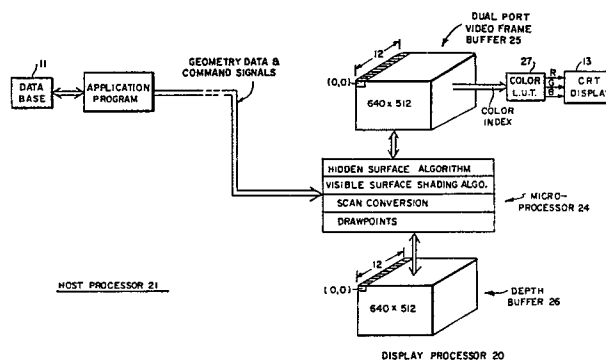 DUAL PORT
VIDEO FRAME
BUFFER 25
12
(0,0)
640 x 512
11
DATA
BASE
APPLICATION
PROGRAM
GEOMETRY DATA
& COMMAND SIGNALS
COLOR
INDEX
27
COLOR
L.U.T.
R
G
B
13
CRT
DISPLAY
HIDDEN SURFACE ALGORITHM
VISIBLE SURFACE SHADING ALGO.
SCAN CONVERSION
DRAWPOINTS
MICRO-
PROCESSOR 24
12
(0,0)
640 x 512
DEPTH
BUFFER 26
HOST PROCESSOR 21
DISPLAY PROCESSOR 20